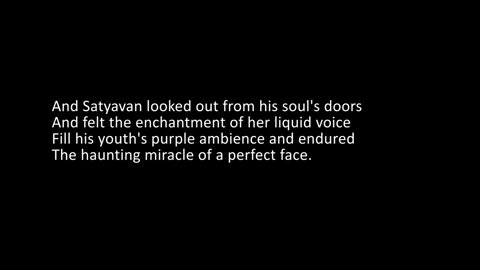 And Satyavan looked out from his soul's doors
And felt the enchantment of her liquid voice
Fill his youth's purple ambience and endured
The haunting miracle of a perfect face.